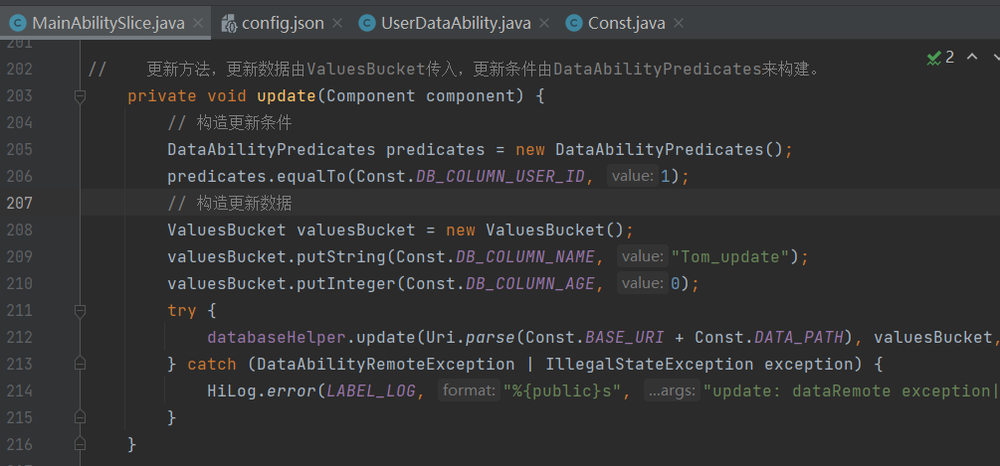 MainAbilitySlice.java × config.json × UserDataAbility.java × Const.java ×
201
202 // 更新方法，更新数据由ValuesBucket传入，更新条件由DataAbilityPredicates来构建。 2
203 private void update(Component component) {
204 // 构造更新条件
205 DataAbilityPredicates predicates = new DataAbilityPredicates();
206 predicates.equalTo(Const.DB_COLUMN_USER_ID, value: 1);
207 // 构造更新数据
208 ValuesBucket valuesBucket = new ValuesBucket();
209 valuesBucket.putString(Const.DB_COLUMN_NAME, value: "Tom_update");
210 valuesBucket.putInteger(Const.DB_COLUMN_AGE, value: 0);
211 try {
212 databaseHelper.update(Uri.parse(Const.BASE_URI + Const.DATA_PATH), valuesBucket,
213 } catch (DataAbilityRemoteException | IllegalStateException exception) {
214 HiLog.error(LABEL_LOG, format: "%{public}s", ...args: "update: dataRemote exception|
215 }
216 }